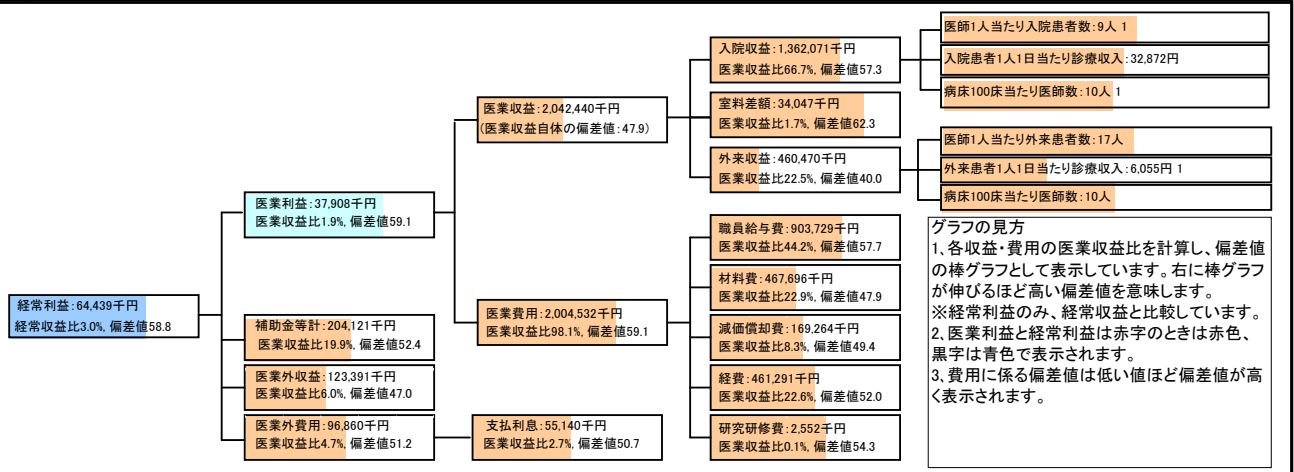 経常利益:64,439千円
経常収益比3.0%, 偏差値58.8
医業利益:37,908千円
医業収益比1.9%, 偏差値59.1
補助金等計:204,121千円
医業収益比19.9%, 偏差値52.4
医業外収益:123,391千円
医業収益比6.0%, 偏差値47.0
医業外費用:96,860千円
医業収益比4.7%, 偏差値51.2
医業収益:2,042,440千円
(医業収益自体の偏差値:47.9)
医業費用:2,004,532千円
医業収益比98.1%, 偏差値59.1
支払利息:55,140千円
医業収益比2.7%, 偏差値50.7
入院収益:1,362,071千円
医業収益比66.7%, 偏差値57.3
室料差額:34,047千円
医業収益比1.7%, 偏差値62.3
外来収益:460,470千円
医業収益比22.5%, 偏差値40.0
職員給与費:903,729千円
医業収益比44.2%, 偏差値57.7
材料費:467,696千円
医業収益比22.9%, 偏差値47.9
減価償却費:169,264千円
医業収益比8.3%, 偏差値49.4
経費:461,291千円
医業収益比22.6%, 偏差値52.0
研究研修費:2,552千円
医業収益比0.1%, 偏差値54.3
医師1人当たり入院患者数:9人 1
入院患者1人1日当たり診療収入:32,872円
病床100床当たり医師数:10人 1
医師1人当たり外来患者数:17人
外来患者1人1日当たり診療収入:6,055円 1
病床100床当たり医師数:10人
グラフの見方
1、各収益・費用の医業収益比を計算し、偏差値
の棒グラフとして表示しています。右に棒グラフ
が伸びるほど高い偏差値を意味します。
※経常利益のみ、経常収益と比較しています。
2、医業利益と経常利益は赤字のときは赤色、
黒字は青色で表示されます。
3、費用に係る偏差値は低い値ほど偏差値が高
く表示されます。